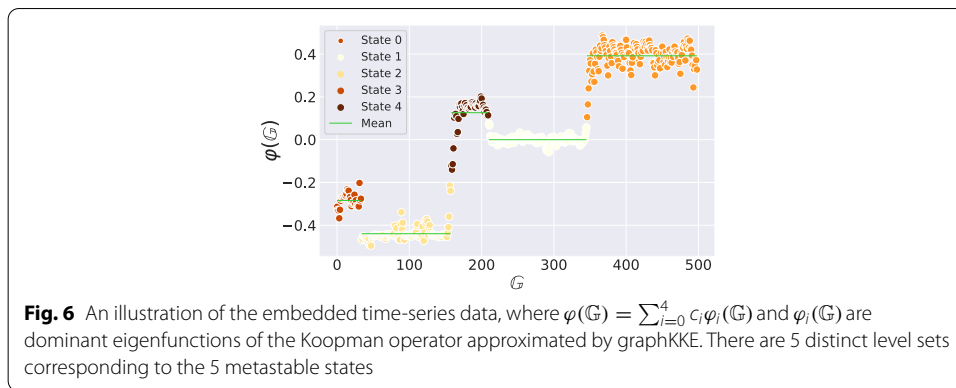 State 0
State 1
State 2
State 3
State 4
Mean
0.4
0.2
0.0
−0.2
−0.4
φ(𝔾)
0 100 200 300 400 500
𝔾
Fig. 6 An illustration of the embedded time-series data, where φ(𝔾) = ∑⁴ᵢ₌₀ cᵢφᵢ(𝔾) and φᵢ(𝔾) are
dominant eigenfunctions of the Koopman operator approximated by graphKKE. There are 5 distinct level sets
corresponding to the 5 metastable states